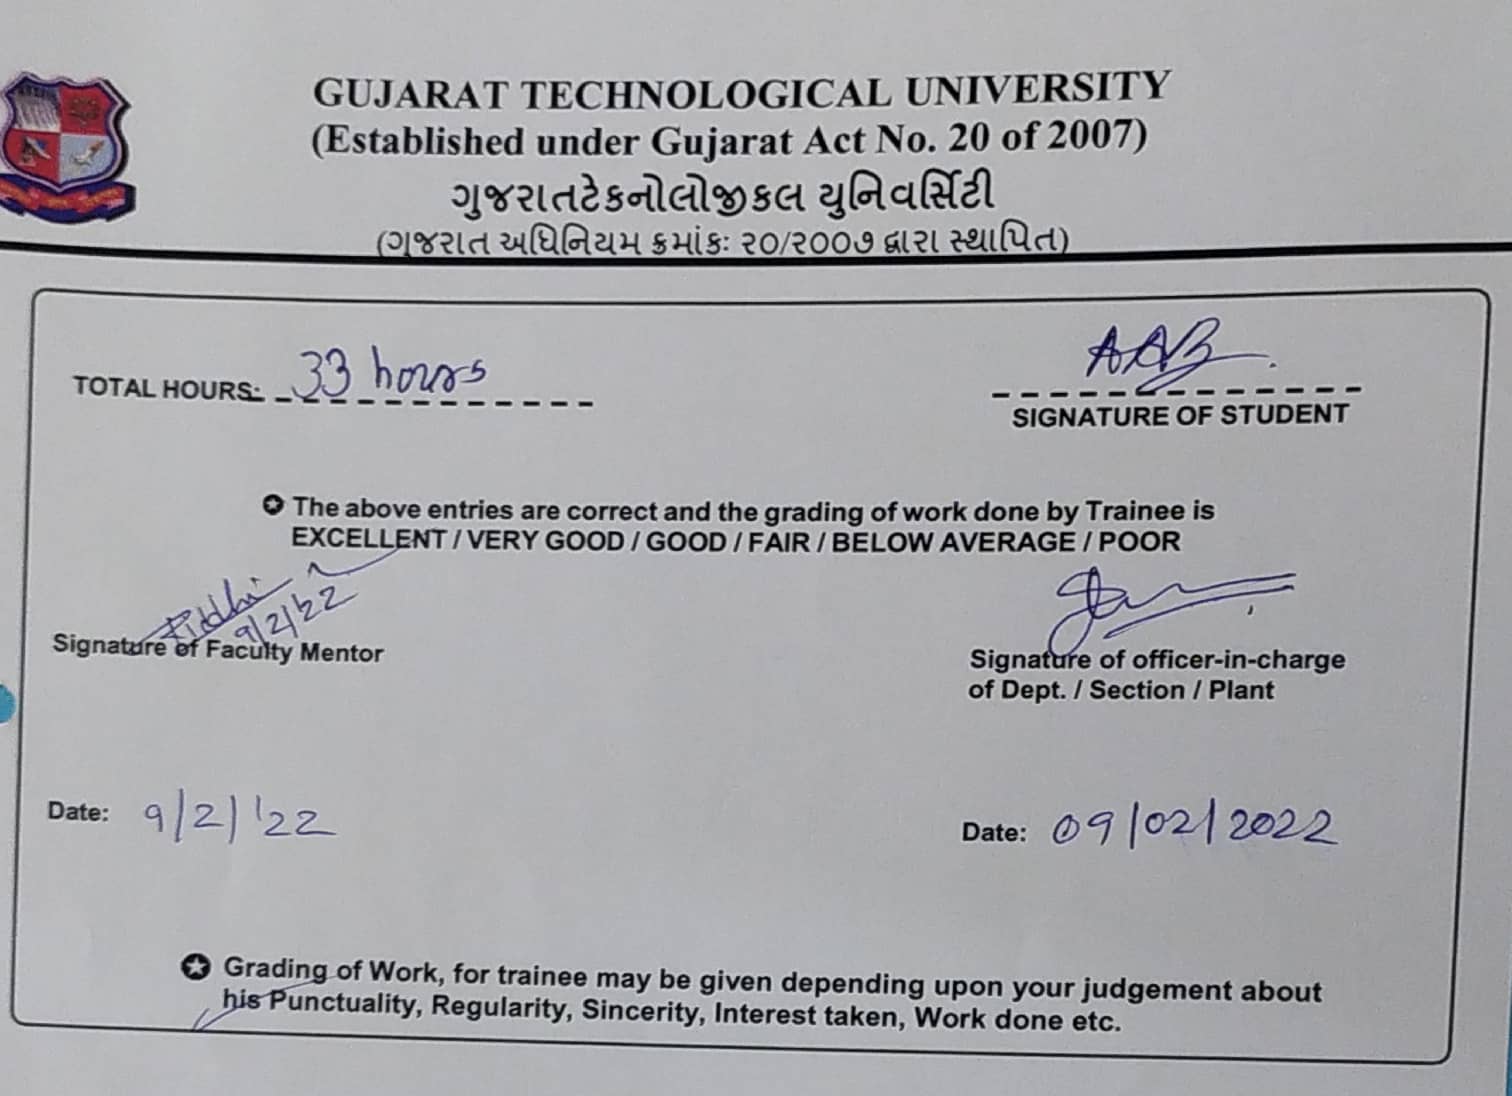 GUJARAT TECHNOLOGICAL UNIVERSITY
(Established under Gujarat Act No. 20 of 2007)
ગુજરાતટેકનોલોજીકલ યુનિવર્સિટી
(ગુજરાત અધિનિયમ ક્રમાંકઃ ૨૦/૨૦૦૭ દ્વારા સ્થાપિત)
TOTAL HOURS: 33 hours
AAB
SIGNATURE OF STUDENT
The above entries are correct and the grading of work done by Trainee is
EXCELLENT / VERY GOOD / GOOD / FAIR / BELOW AVERAGE / POOR
Riddhi
9/2/'22
Signature of Faculty Mentor
Signature of officer-in-charge
of Dept. / Section / Plant
Date: 9/2/'22
Date: 09/02/2022
Grading of Work, for trainee may be given depending upon your judgement about
his Punctuality, Regularity, Sincerity, Interest taken, Work done etc.